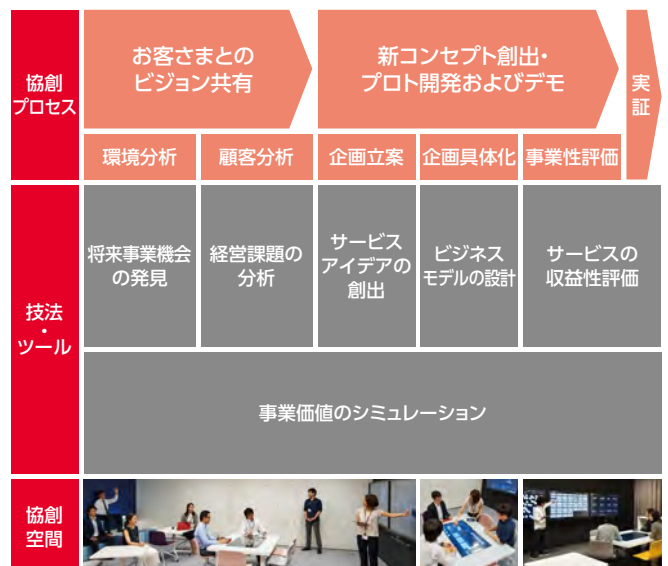 協創
プロセス
お客さまとの
ビジョン共有
新コンセプト創出・
プロト開発およびデモ
実
証
環境分析
顧客分析
企画立案
企画具体化
事業性評価
技法
・
ツール
将来事業機会
の発見
経営課題の
分析
サービス
アイデアの
創出
ビジネス
モデルの設計
サービスの
収益性評価
事業価値のシミュレーション
協創
空間